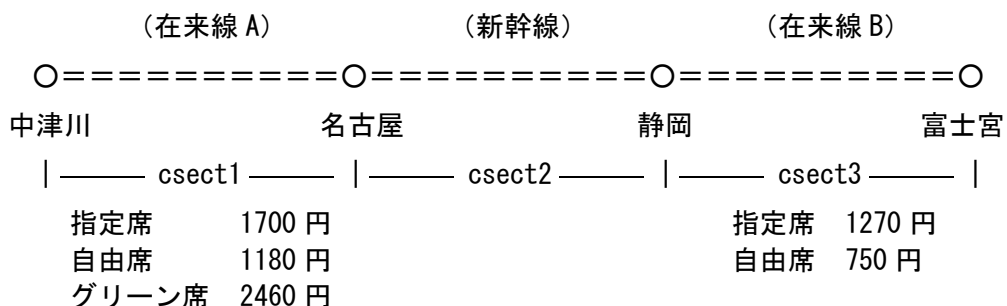 （在来線 A） （新幹線） （在来線 B）
○==========○==========○==========○
中津川 名古屋 静岡 富士宮
|―― csect1 ――|―― csect2 ――|―― csect3 ――|
指定席 1700 円 指定席 1270 円
自由席 1180 円 自由席 750 円
グリーン席 2460 円